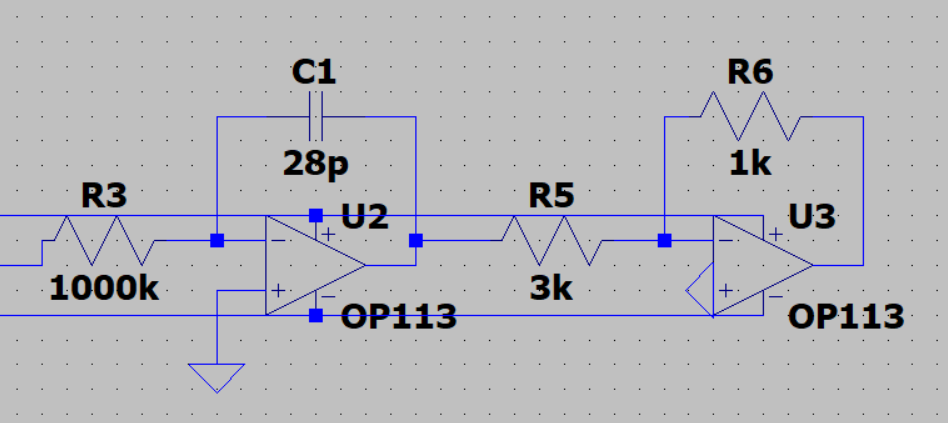 C1
28p
R3
1000k
U2
+
−
−
+
OP113
R5
3k
R6
1k
U3
+
−
−
+
OP113